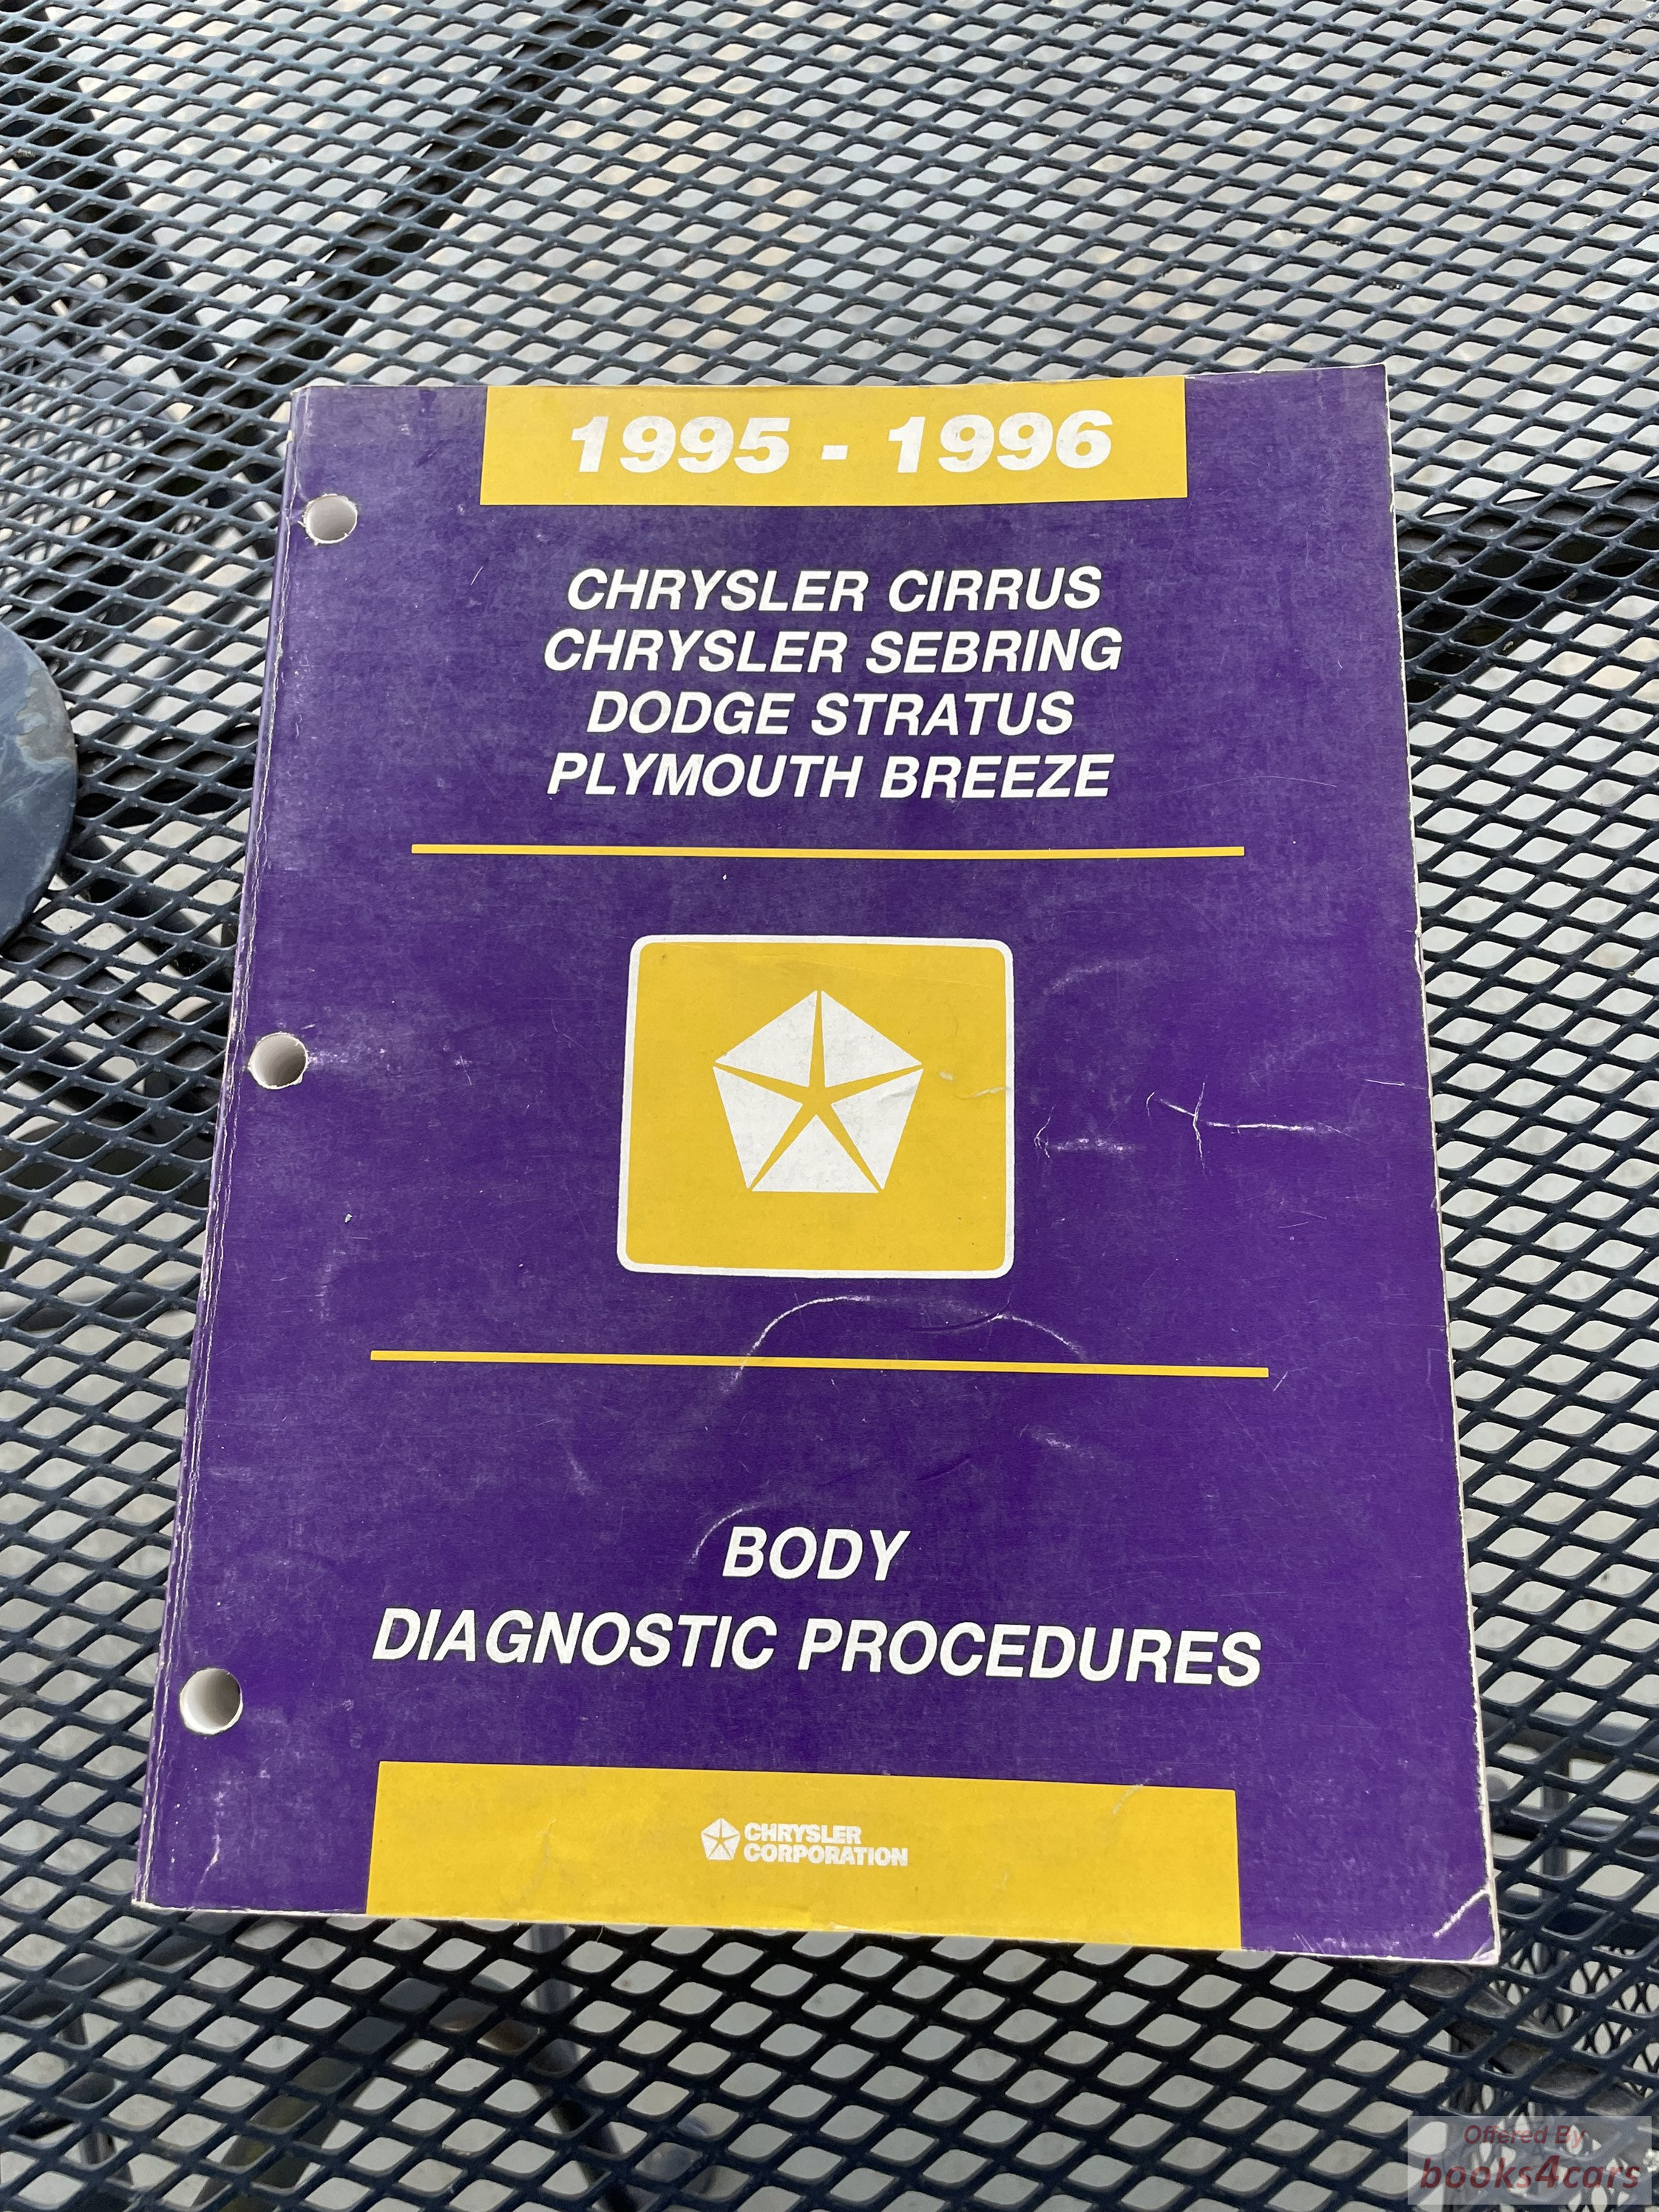 1995 - 1996
CHRYSLER CIRRUS
CHRYSLER SEBRING
DODGE STRATUS
PLYMOUTH BREEZE
BODY
DIAGNOSTIC PROCEDURES
CHRYSLER
CORPORATION
Offered By
books4cars